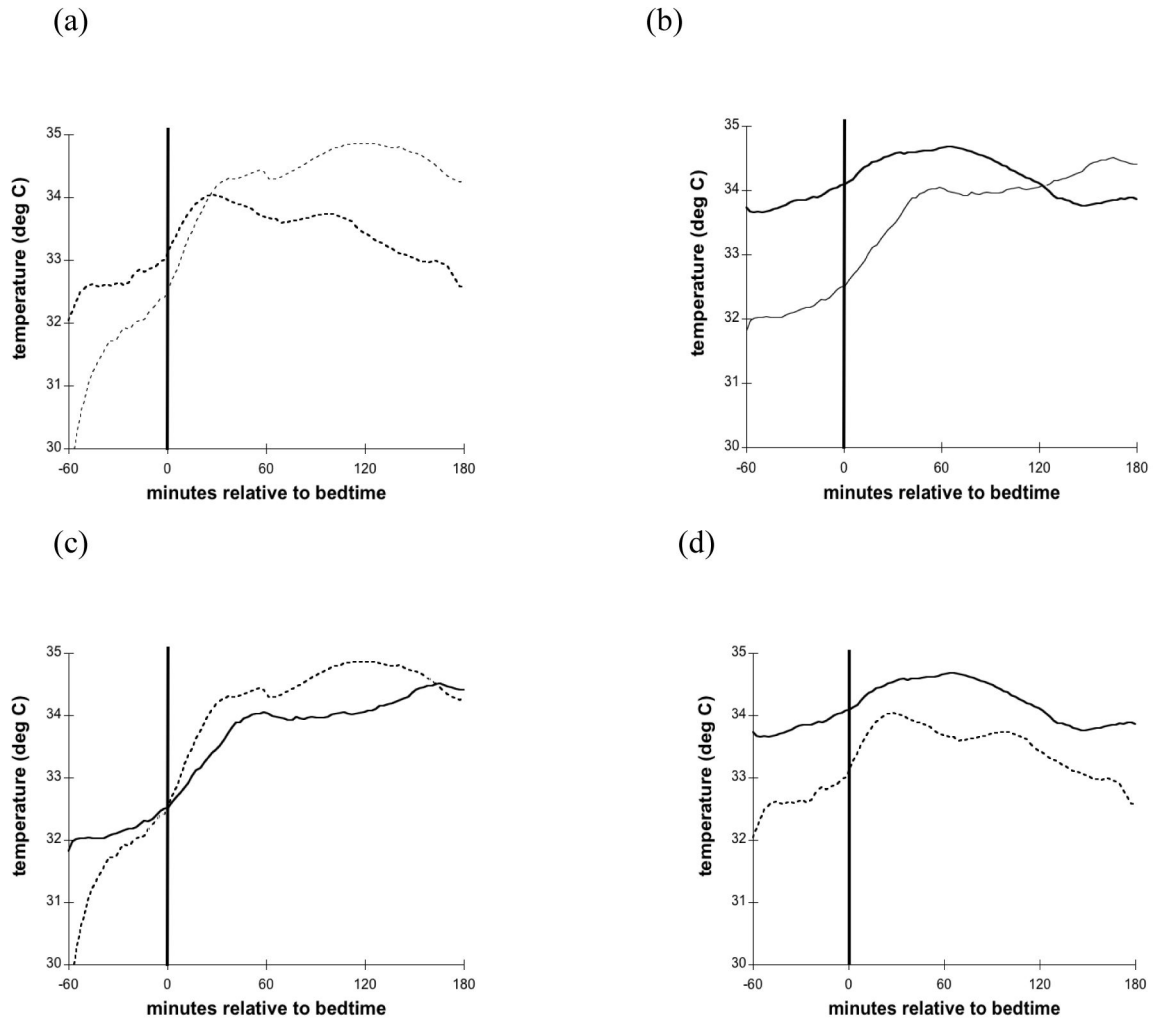 (a)
temperature (deg C)
35
34
33
32
31
30
-60 0 60 120 180
minutes relative to bedtime
(b)
temperature (deg C)
35
34
33
32
31
30
-60 0 60 120 180
minutes relative to bedtime
(c)
temperature (deg C)
35
34
33
32
31
30
-60 0 60 120 180
minutes relative to bedtime
(d)
temperature (deg C)
35
34
33
32
31
30
-60 0 60 120 180
minutes relative to bedtime